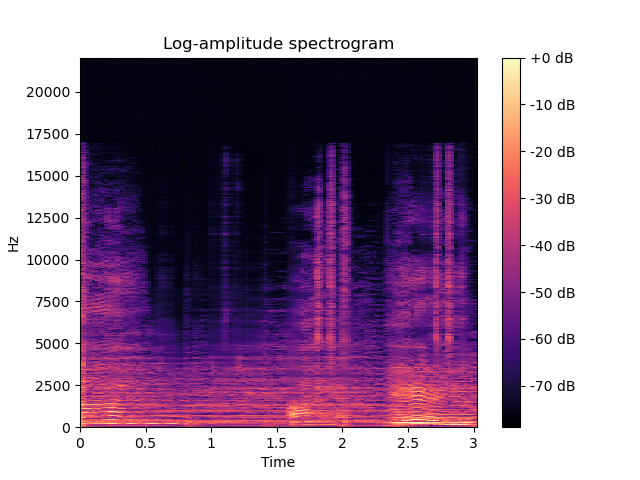 Log-amplitude spectrogram
Hz
20000
17500
15000
12500
10000
7500
5000
2500
0
0 0.5 1 1.5 2 2.5 3
Time
+0 dB
-10 dB
-20 dB
-30 dB
-40 dB
-50 dB
-60 dB
-70 dB